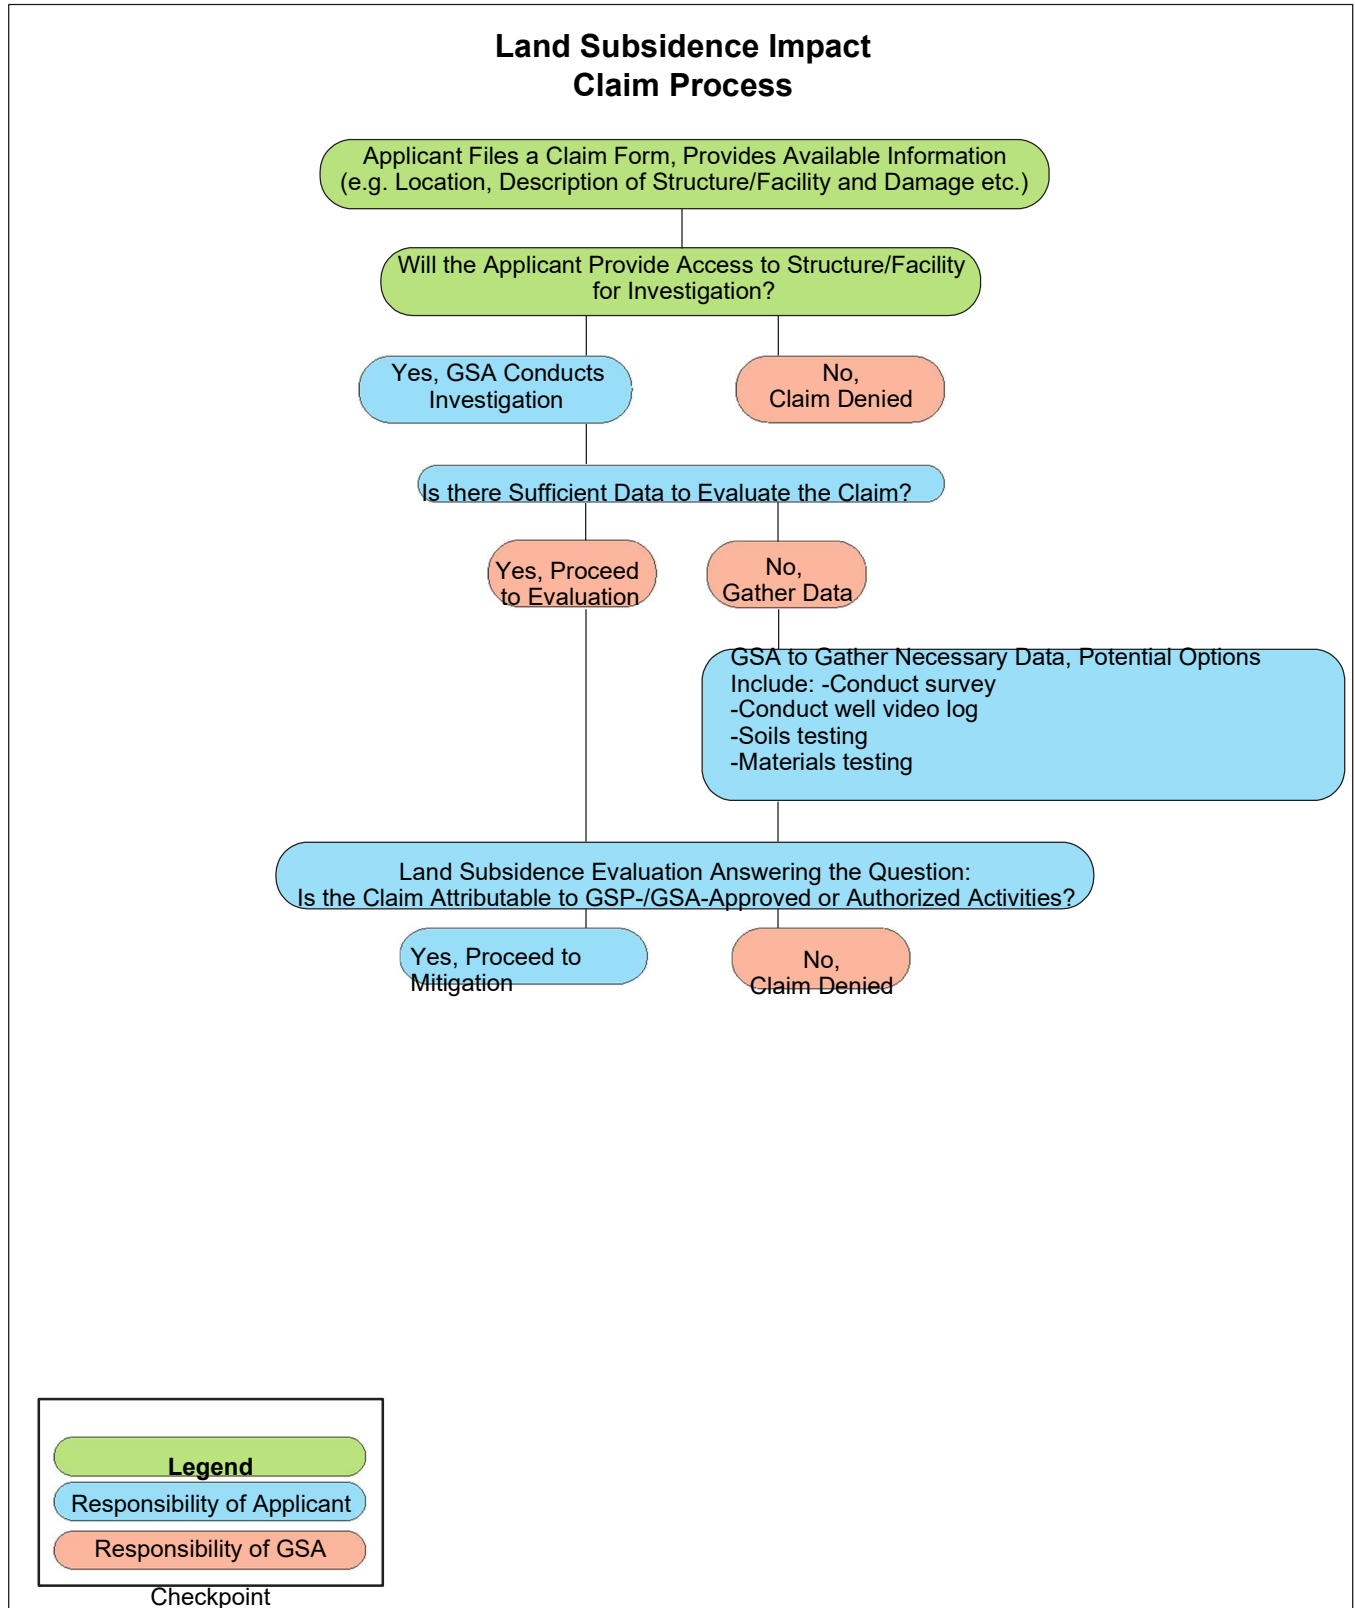 Land Subsidence Impact
Claim Process
Applicant Files a Claim Form, Provides Available Information
(e.g. Location, Description of Structure/Facility and Damage etc.)
Will the Applicant Provide Access to Structure/Facility
for Investigation?
Yes, GSA Conducts
Investigation
No,
Claim Denied
Is there Sufficient Data to Evaluate the Claim?
Yes, Proceed
to Evaluation
No,
Gather Data
GSA to Gather Necessary Data, Potential Options
Include: -Conduct survey
-Conduct well video log
-Soils testing
-Materials testing
Land Subsidence Evaluation Answering the Question:
Is the Claim Attributable to GSP-/GSA-Approved or Authorized Activities?
Yes, Proceed to
Mitigation
No,
Claim Denied
Legend
Responsibility of Applicant
Responsibility of GSA
Checkpoint